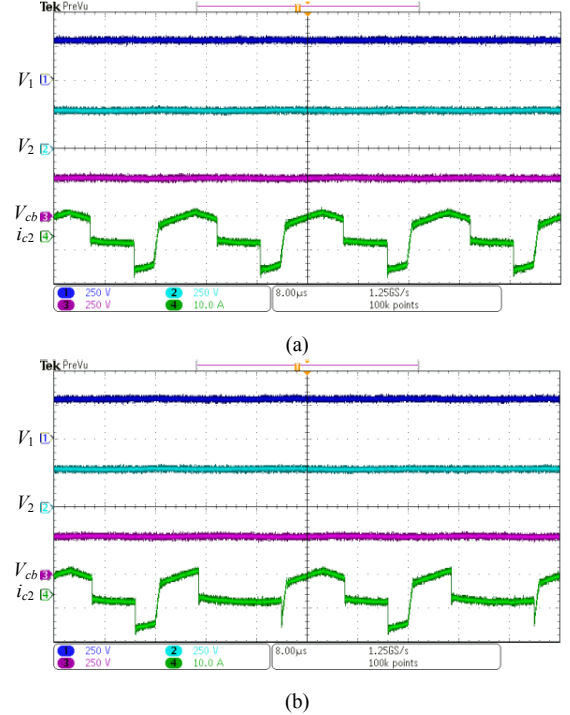 Tek PreVu
V1 1
V2 2
Vcb 3
ic2 4
1 250 V 2 250 V 8.00µs 1.25GS/s
3 250 V 4 10.0 A 100k points
(a)
Tek PreVu
V1 1
V2 2
Vcb 3
ic2 4
1 250 V 2 250 V 8.00µs 1.25GS/s
3 250 V 4 10.0 A 100k points
(b)